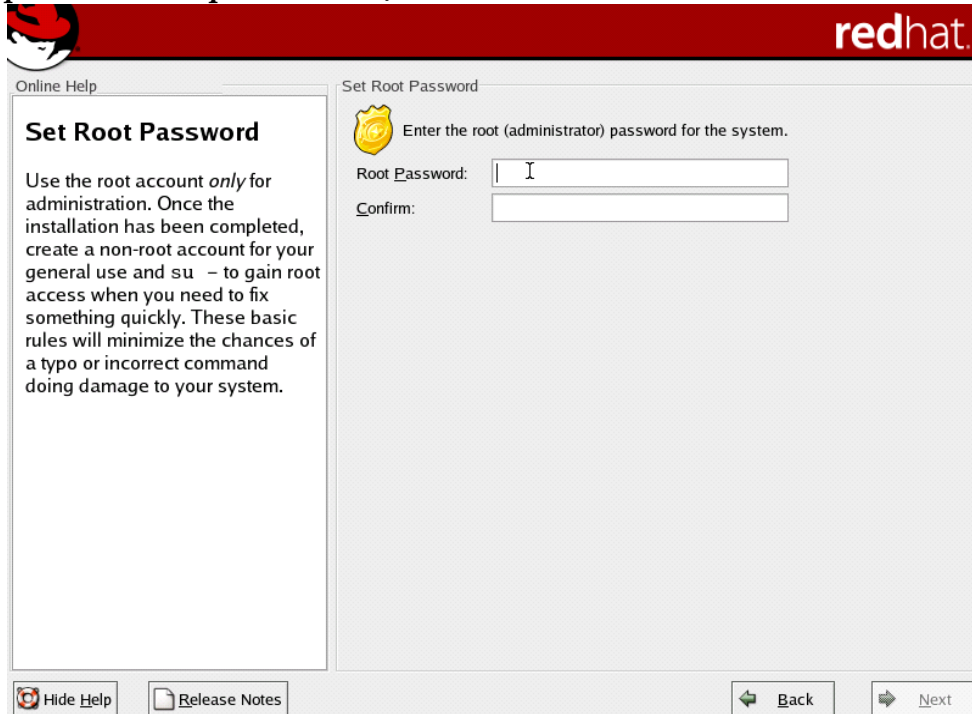 redhat.
Online Help
Set Root Password
Use the root account only for
administration. Once the
installation has been completed,
create a non-root account for your
general use and su - to gain root
access when you need to fix
something quickly. These basic
rules will minimize the chances of
a typo or incorrect command
doing damage to your system.
Set Root Password
Enter the root (administrator) password for the system.
Root Password:
Confirm:
Hide Help
Release Notes
Back
Next